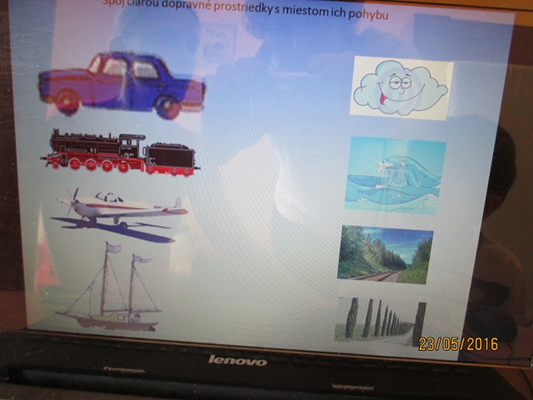 Spoj čiarou dopravné prostriedky s miestom ich pohybu
lenovo
23/05/2016